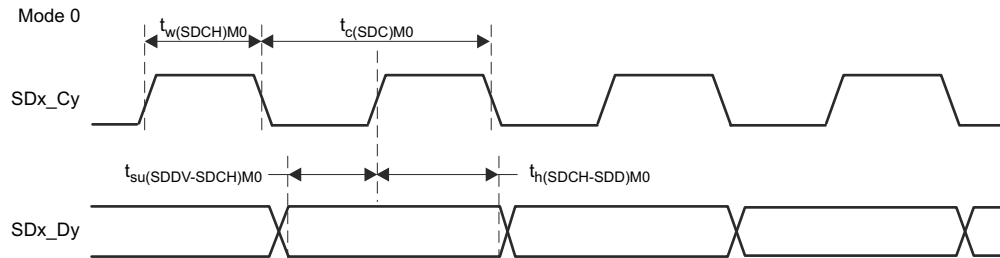 Mode 0
tw(SDCH)M0
tc(SDC)M0
SDx_Cy
tsu(SDDV-SDCH)M0
th(SDCH-SDD)M0
SDx_Dy